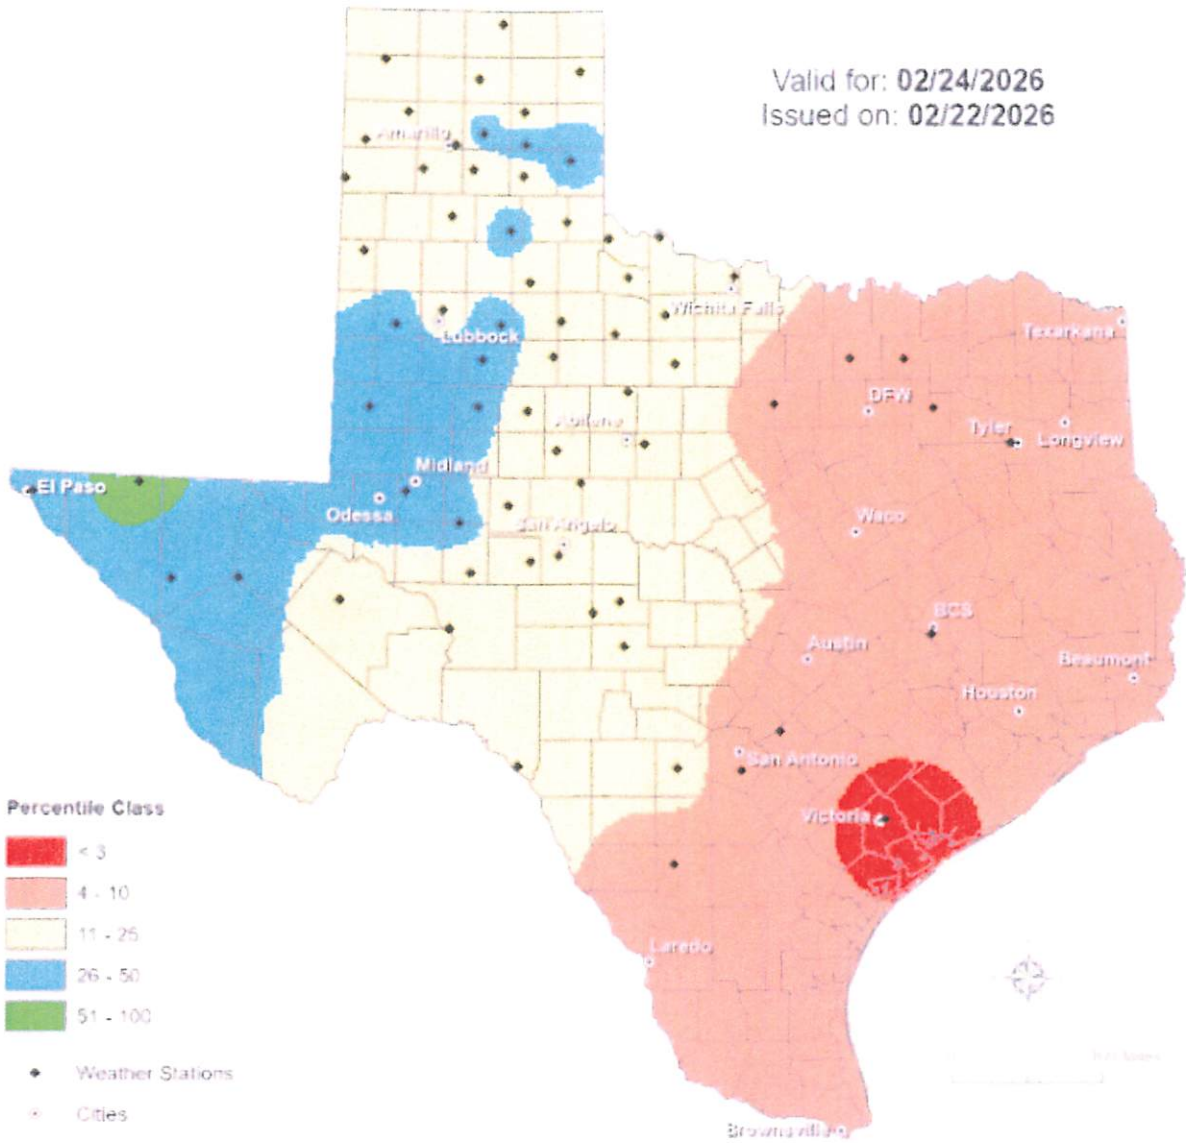 Valid for: 02/24/2026
Issued on: 02/22/2026
Amarillo
Wichita Falls
Texarkana
Lubbock
DFW
Abilene
Tyler
Longview
Midland
El Paso
Odessa
San Angelo
Waco
BCS
Austin
Beaumont
Houston
San Antonio
Victoria
Percentile Class
< 3
4 - 10
11 - 25
26 - 50
51 - 100
Laredo
Weather Stations
Cities
Brownsville